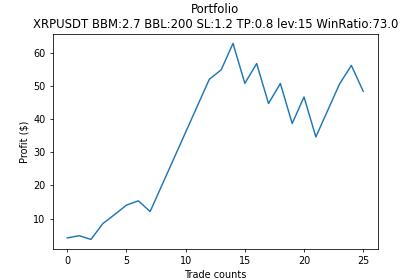 Portfolio
XRPUSDT BBM:2.7 BBL:200 SL:1.2 TP:0.8 lev:15 WinRatio:73.0
60
50
40
30
20
10
Profit ($)
0 5 10 15 20 25
Trade counts